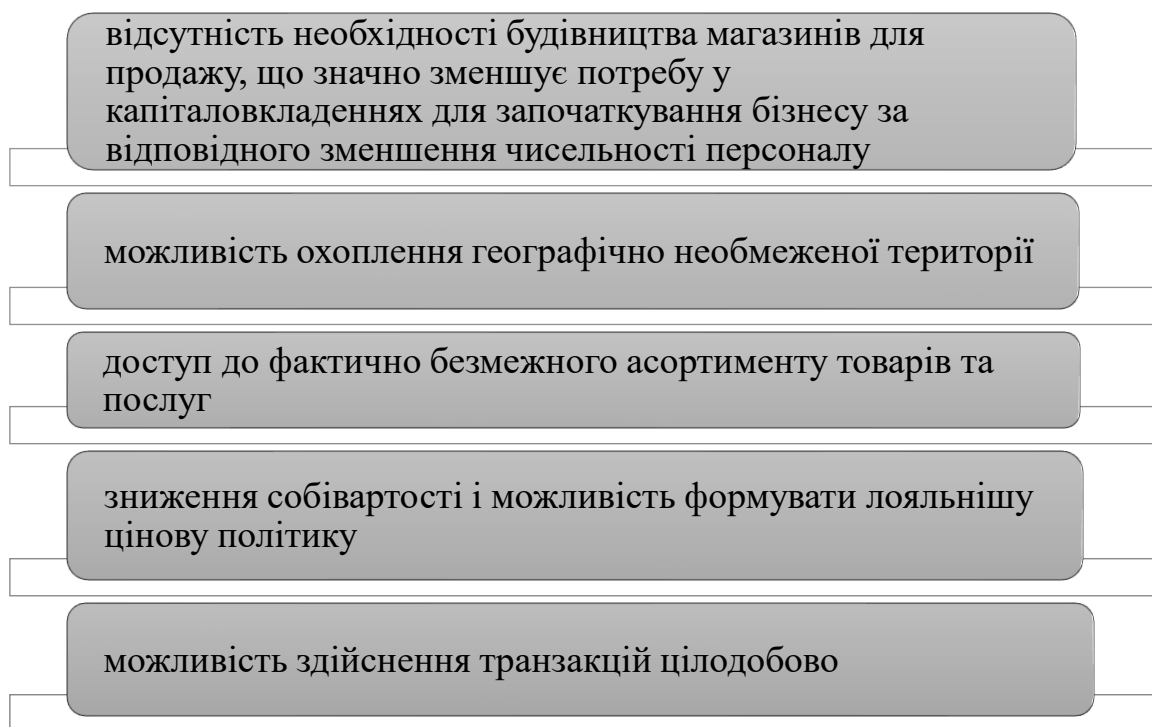 відсутність необхідності будівництва магазинів для
продажу, що значно зменшує потребу у
капіталовкладеннях для започаткування бізнесу за
відповідного зменшення чисельності персоналу
можливість охоплення географічно необмеженої території
доступ до фактично безмежного асортименту товарів та
послуг
зниження собівартості і можливість формувати лояльнішу
цінову політику
можливість здійснення транзакцій цілодобово